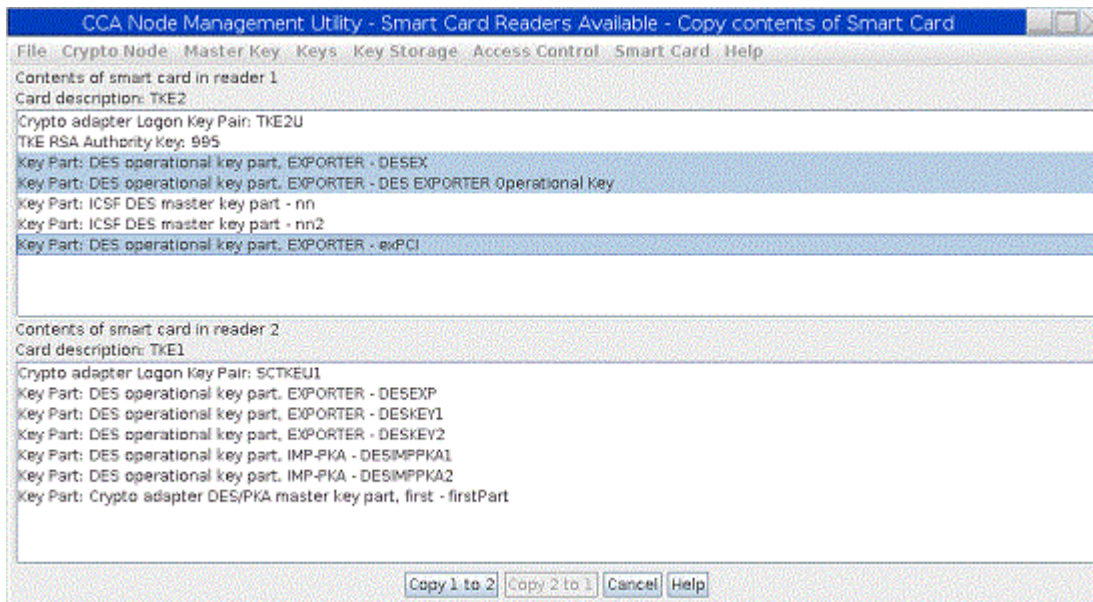 CCA Node Management Utility - Smart Card Readers Available - Copy contents of Smart Card
File Crypto Node Master Key Keys Key Storage Access Control Smart Card Help
Contents of smart card in reader 1
Card description: TKE2
Crypto adapter Logon Key Pair: TKE2U
TKE RSA Authority Key: 995
Key Part: DES operational key part, EXPORTER - DESEX
Key Part: DES operational key part, EXPORTER - DES EXPORTER Operational Key
Key Part: ICSF DES master key part - nn
Key Part: ICSF DES master key part - nn2
Key Part: DES operational key part, EXPORTER - exPCI
Contents of smart card in reader 2
Card description: TKE1
Crypto adapter Logon Key Pair: SCTKEU1
Key Part: DES operational key part, EXPORTER - DESEXP
Key Part: DES operational key part, EXPORTER - DESKEY1
Key Part: DES operational key part, EXPORTER - DESKEY2
Key Part: DES operational key part, IMP-PKA - DESIMPPKA1
Key Part: DES operational key part, IMP-PKA - DESIMPPKA2
Key Part: Crypto adapter DES/PKA master key part, first - firstPart
Copy 1 to 2 Copy 2 to 1 Cancel Help